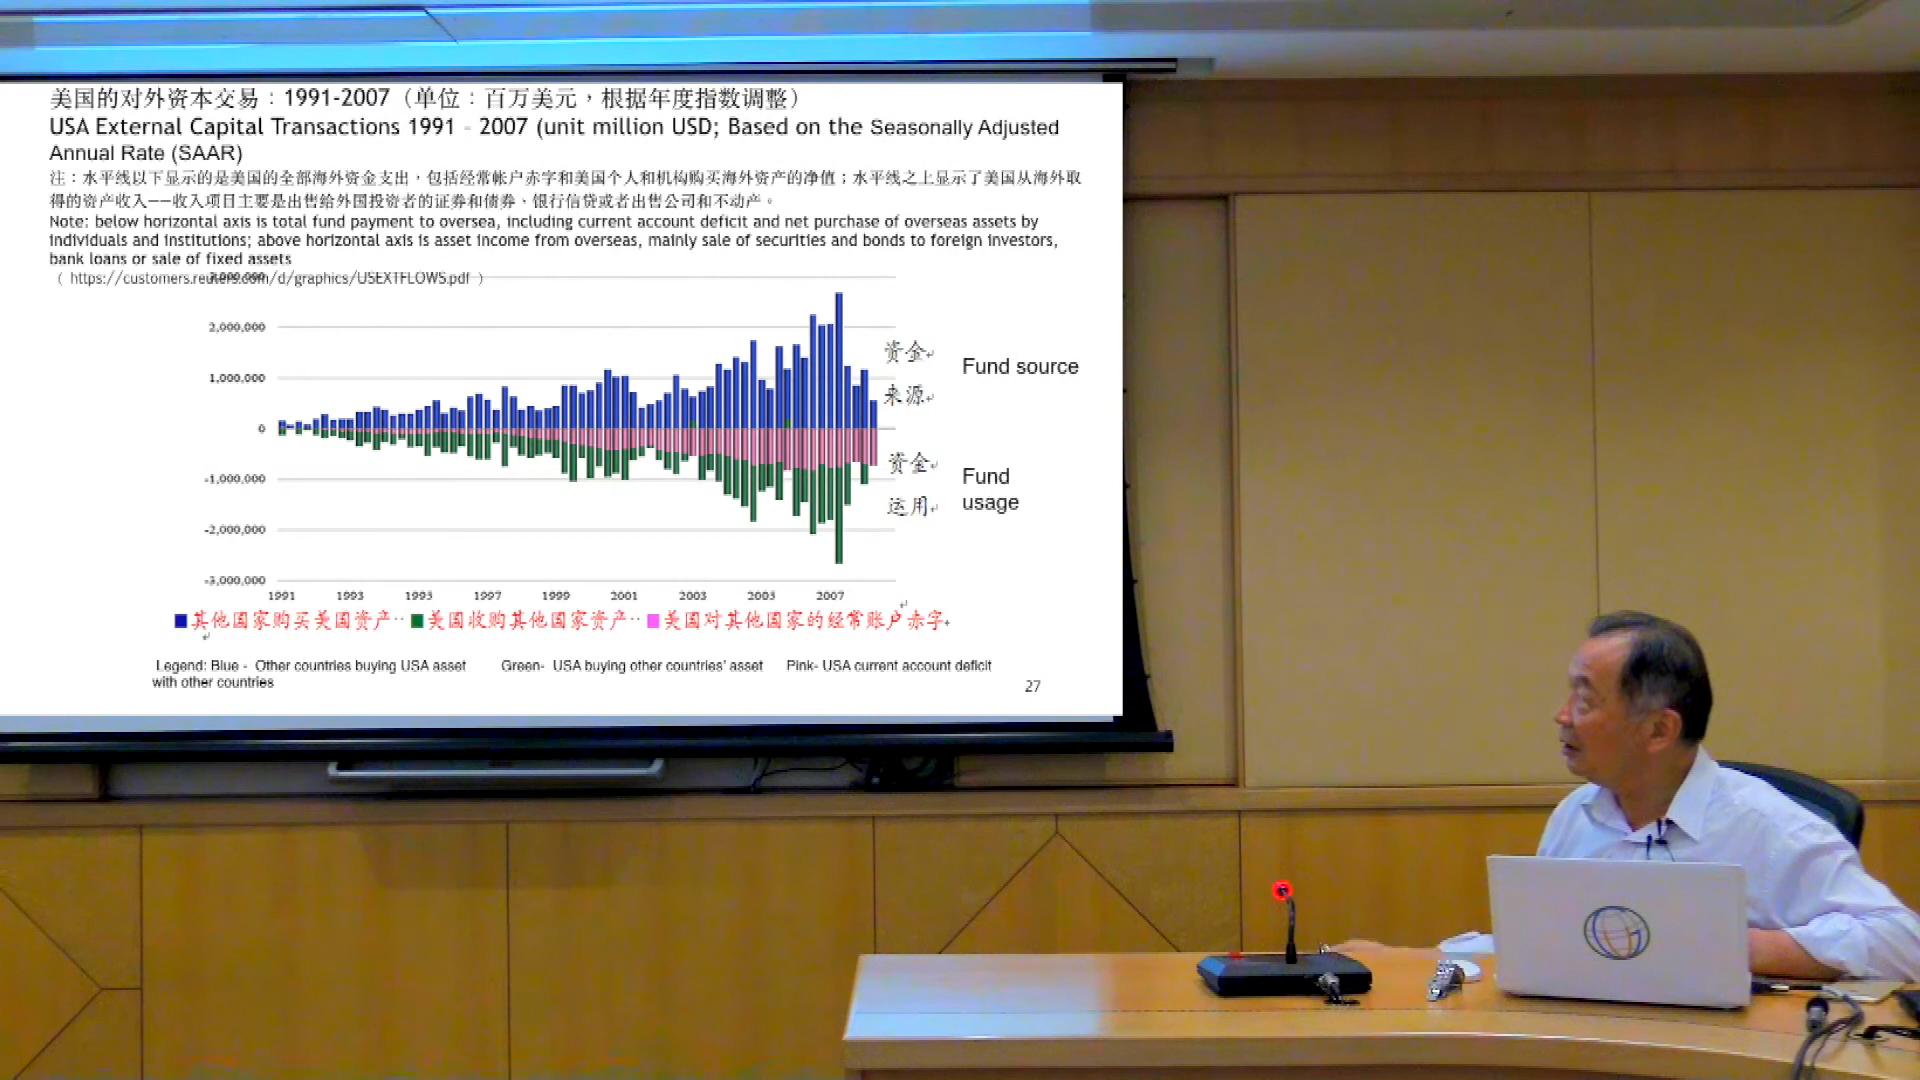 美国的对外资本交易：1991-2007（单位：百万美元，根据年度指数调整）
USA External Capital Transactions 1991 – 2007 (unit million USD; Based on the Seasonally Adjusted
Annual Rate (SAAR)
注：水平线以下显示的是美国的全部海外资金支出，包括经常帐户赤字和美国个人和机构购买海外资产的净值；水平线之上显示了美国从海外取
得的资产收入——收入项目主要是出售给外国投资者的证券和债券、银行信贷或者出售公司和不动产。
Note: below horizontal axis is total fund payment to oversea, including current account deficit and net purchase of overseas assets by
individuals and institutions; above horizontal axis is asset income from overseas, mainly sale of securities and bonds to foreign investors,
bank loans or sale of fixed assets
（ https://customers.reuters.com/d/graphics/USEXTFLOWS.pdf ）
3,000,000
2,000,000
1,000,000
0
-1,000,000
-2,000,000
-3,000,000
资金
来源
Fund source
资金
运用
Fund
usage
1991 1993 1995 1997 1999 2001 2003 2005 2007
其他国家购买美国资产 美国收购其他国家资产 美国对其他国家的经常账户赤字
Legend: Blue - Other countries buying USA asset Green- USA buying other countries' asset Pink- USA current account deficit
with other countries
27